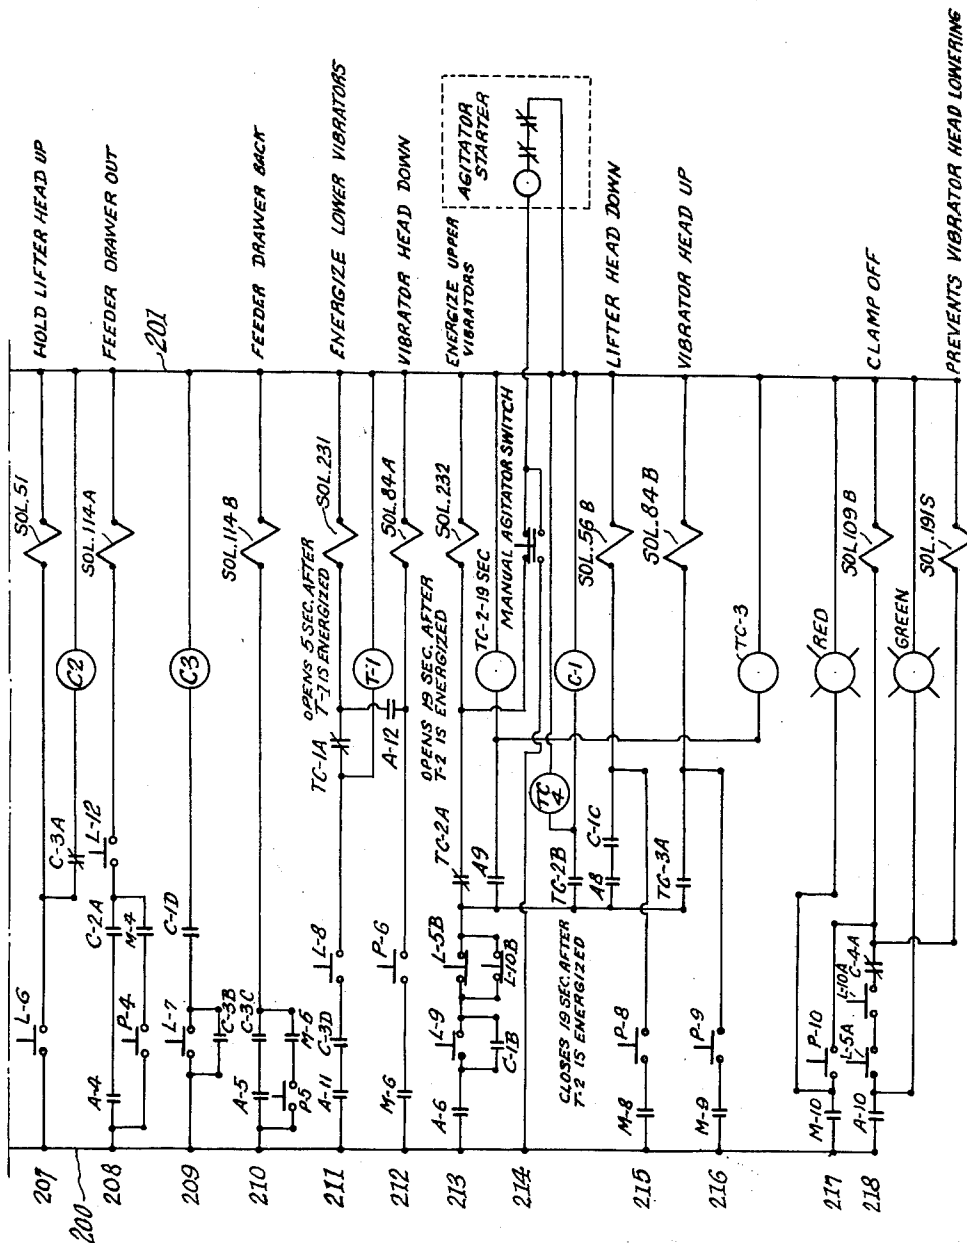 HOLD LIFTER HEAD UP
FEEDER DRAWER OUT
FEEDER DRAWER BACK
ENERGIZE LOWER VIBRATORS
VIBRATOR HEAD DOWN
ENERGIZE UPPER
VIBRATORS
AGITATOR
STARTER
LIFTER HEAD DOWN
VIBRATOR HEAD UP
CLAMP OFF
PREVENTS VIBRATOR HEAD LOWERING
201
SOL.51
C2
C-3A
L-6
207
200
SOL.114-A
L-12
C-2A
M-4
P-4
A-4
208
C3
C-1D
L-7
C-3B
209
SOL.114-B
C-3C
M-5
A-5
P5
210
SOL.231
OPENS 5 SEC. AFTER
T-1 IS ENERGIZED
TC-1A
T-1
A-12
L-8
C-3D
A-11
211
SOL.84A
P-6
M-6
212
SOL.232
OPENS 19 SEC. AFTER
T-2 IS ENERGIZED
TC-2A
L-5B
L-10B
L-9
C-1B
A-6
213
TC-2-19 SEC
A9
MANUAL AGITATOR SWITCH
214
TC
4
C-1
TC-2B
CLOSES 19 SEC. AFTER
T-2 IS ENERGIZED
SOL.56B
C-1C
A8
P-8
M-8
215
SOL.84B
TC-3A
P-9
M-9
216
TC-3
RED
P-10
M-10
217
SOL.109B
L-10A
C-4A
L-5A
A-10
218
GREEN
SOL.191S